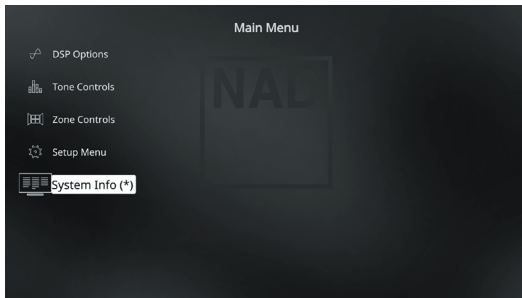 Main Menu
DSP Options
Tone Controls
NAD
Zone Controls
Setup Menu
System Info (*)